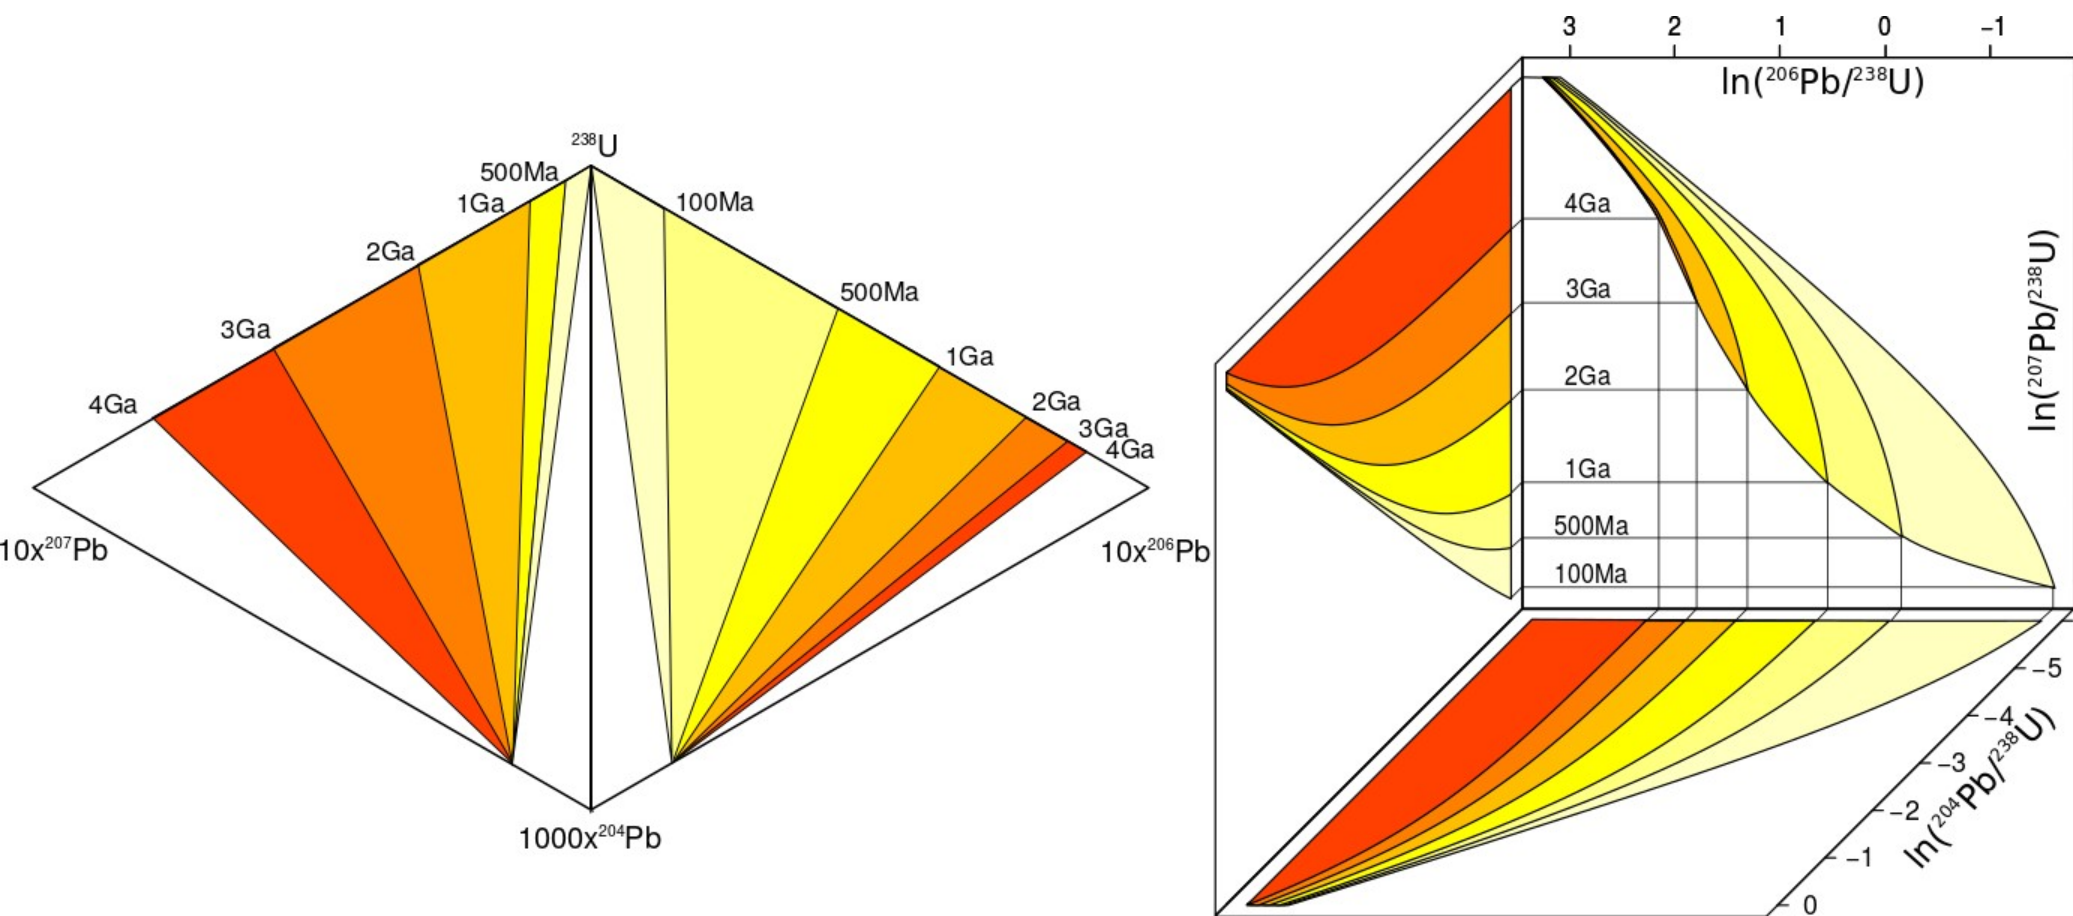 ²³⁸U
500Ma
1Ga
2Ga
3Ga
4Ga
10x²⁰⁷Pb
100Ma
500Ma
1Ga
2Ga
3Ga
4Ga
10x²⁰⁶Pb
1000x²⁰⁴Pb
3 2 1 0 −1
ln(²⁰⁶Pb/²³⁸U)
ln(²⁰⁷Pb/²³⁸U)
4Ga
3Ga
2Ga
1Ga
500Ma
100Ma
−5
−4
−3
−2
−1
0
ln(²⁰⁴Pb/²³⁸U)